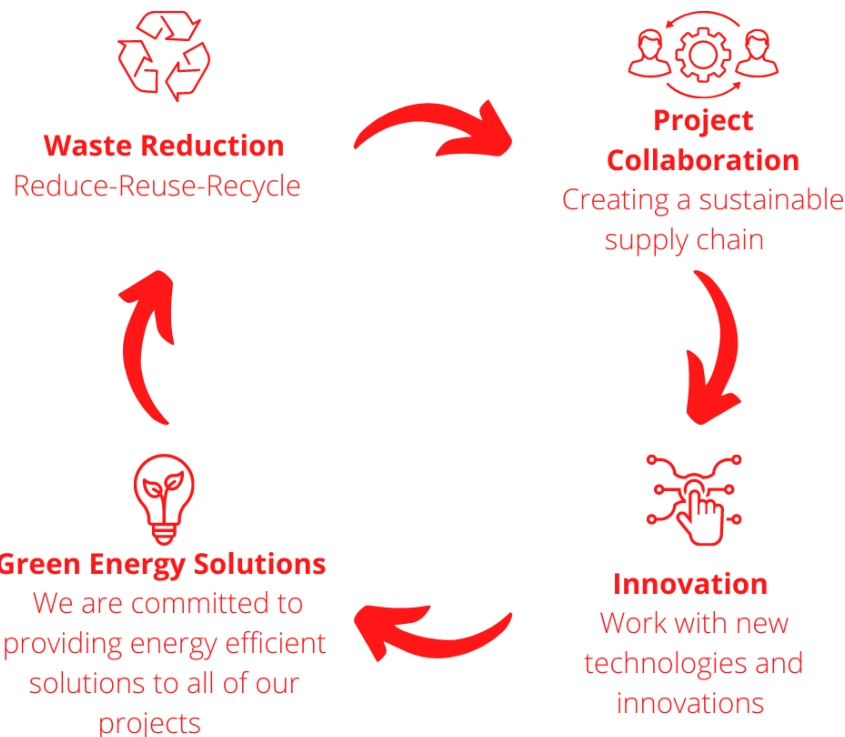 Waste Reduction
Reduce-Reuse-Recycle
Project
Collaboration
Creating a sustainable
supply chain
Innovation
Work with new
technologies and
innovations
Green Energy Solutions
We are committed to
providing energy efficient
solutions to all of our
projects